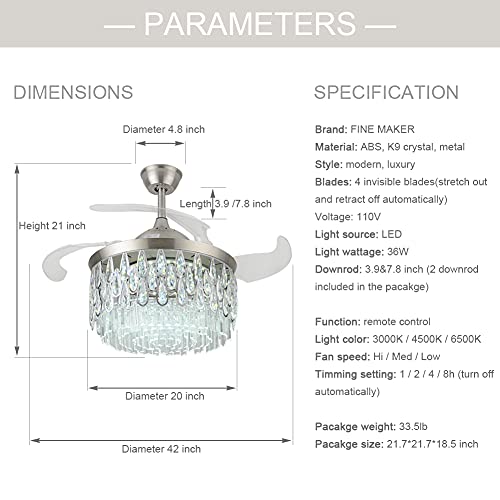 — PARAMETERS —
DIMENSIONS
Diameter 4.8 inch
Length 3.9 /7.8 inch
Height 21 inch
Diameter 20 inch
Diameter 42 inch
SPECIFICATION
Brand: FINE MAKER
Material: ABS, K9 crystal, metal
Style: modern, luxury
Blades: 4 invisible blades(stretch out
and retract off automatically)
Voltage: 110V
Light source: LED
Light wattage: 36W
Downrod: 3.9&7.8 inch (2 downrod
included in the pacakge)
Function: remote control
Light color: 3000K / 4500K / 6500K
Fan speed: Hi / Med / Low
Timming setting: 1 / 2 / 4 / 8h (turn off
automatically)
Pacakge weight: 33.5lb
Pacakge size: 21.7*21.7*18.5 inch